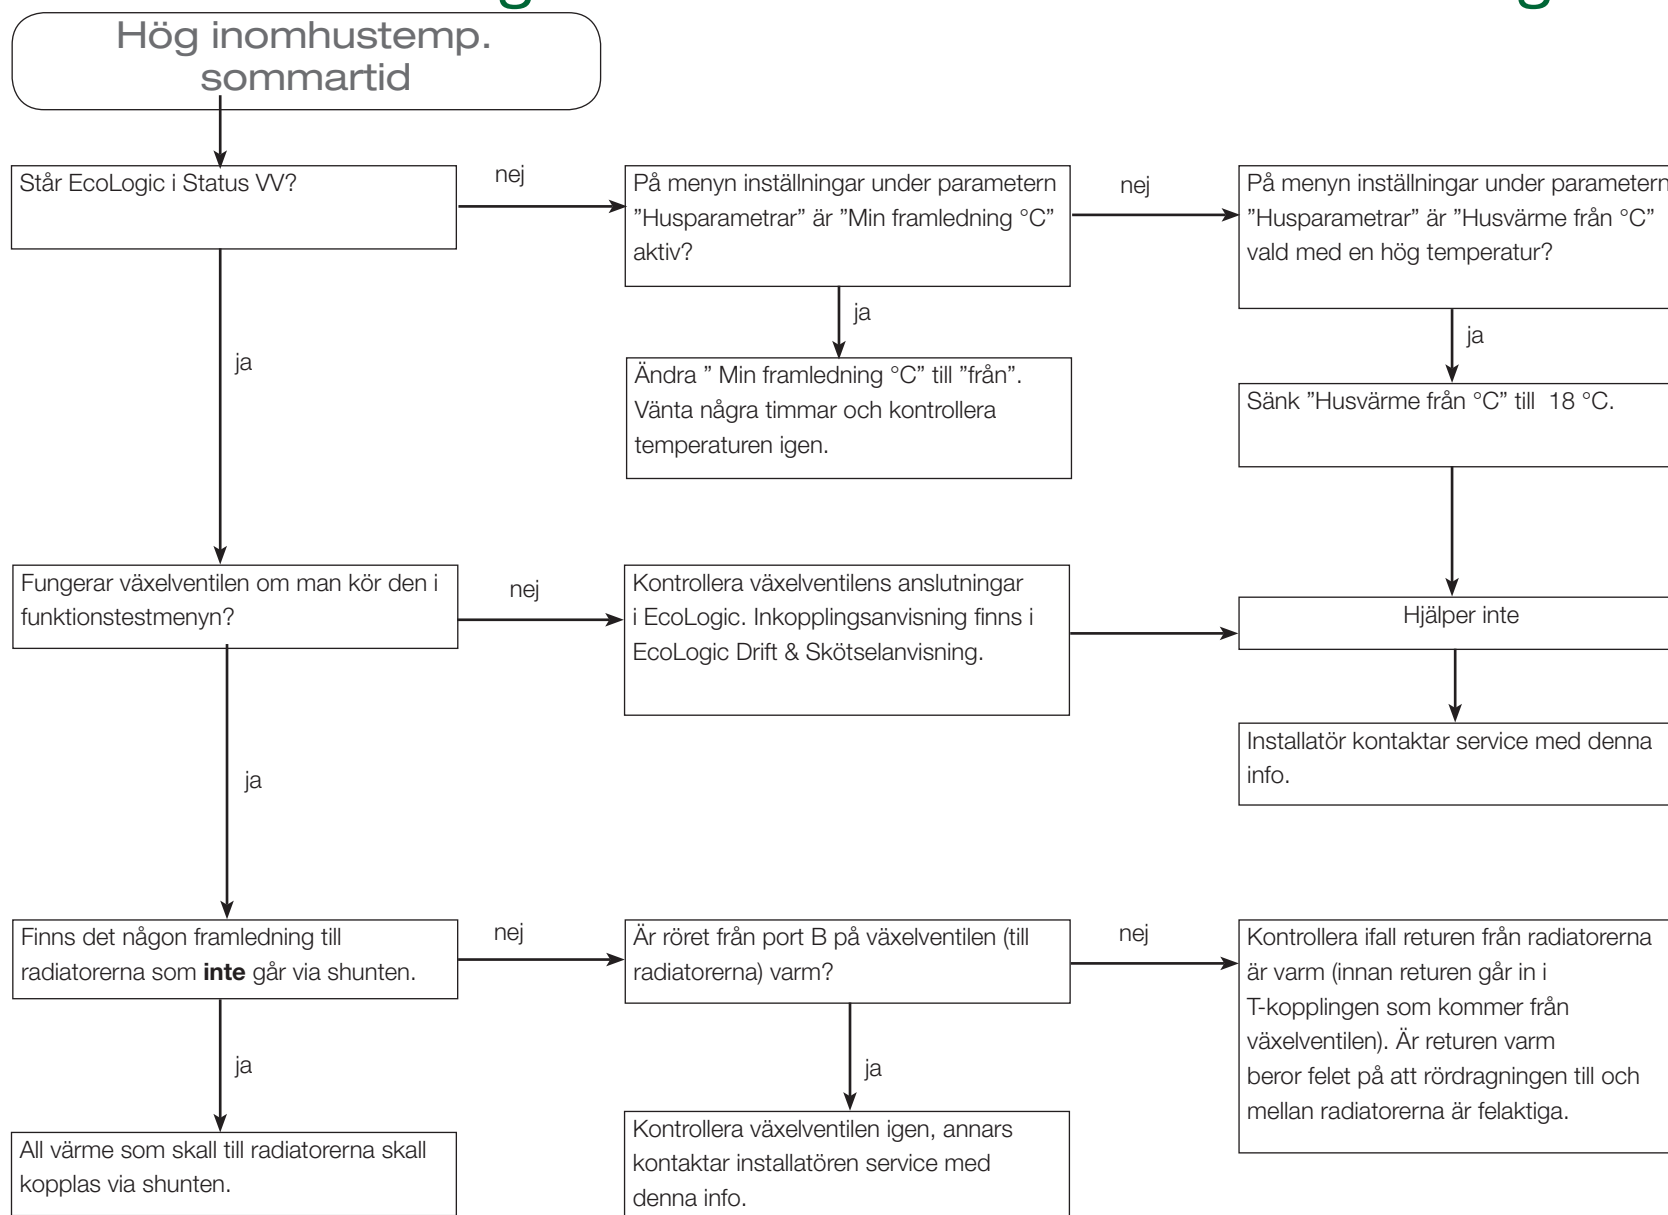 Hög inomhustemp.
sommartid
Står EcoLogic i Status VV?
nej
På menyn inställningar under parametern
"Husparametrar" är "Min framledning °C"
aktiv?
nej
På menyn inställningar under parametern
"Husparametrar" är "Husvärme från °C"
vald med en hög temperatur?
ja
ja
ja
Ändra " Min framledning °C" till "från".
Vänta några timmar och kontrollera
temperaturen igen.
Sänk "Husvärme från °C" till  18 °C.
Fungerar växelventilen om man kör den i
funktionstestmenyn?
nej
Kontrollera växelventilens anslutningar
i EcoLogic. Inkopplingsanvisning finns i
EcoLogic Drift & Skötselanvisning.
Hjälper inte
Installatör kontaktar service med denna
info.
ja
Finns det någon framledning till
radiatorerna som inte går via shunten.
nej
Är röret från port B på växelventilen (till
radiatorerna) varm?
nej
Kontrollera ifall returen från radiatorerna
är varm (innan returen går in i
T-kopplingen som kommer från
växelventilen). Är returen varm
beror felet på att rördragningen till och
mellan radiatorerna är felaktiga.
ja
ja
All värme som skall till radiatorerna skall
kopplas via shunten.
Kontrollera växelventilen igen, annars
kontaktar installatören service med
denna info.